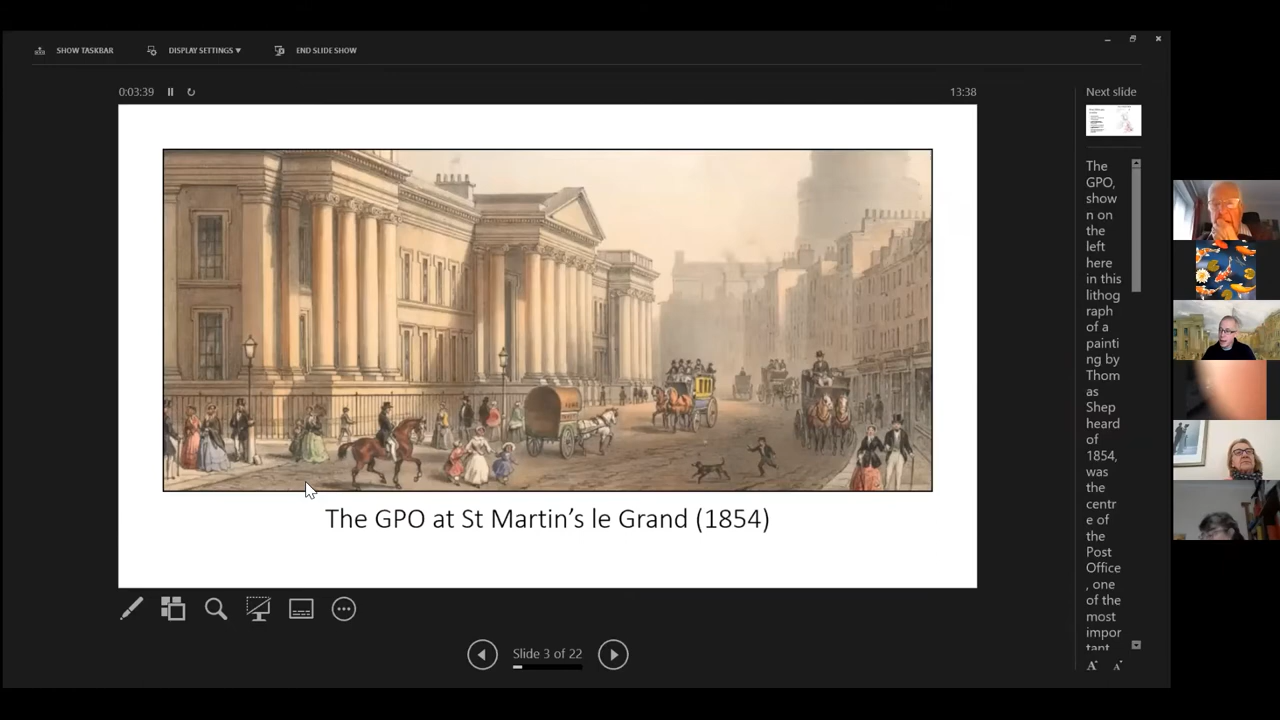 SHOW TASKBAR
DISPLAY SETTINGS ▼
END SLIDE SHOW
0:03:39
13:38
Next slide
The GPO at St Martin's le Grand (1854)
Slide 3 of 22
The
GPO,
show
n on
the
left
here
in this
lithog
raph
of a
painti
ng by
Thom
as
Shep
heard
of
1854,
was
the
centr
e of
the
Post
Office
, one
of the
most
impor
tant
A
A